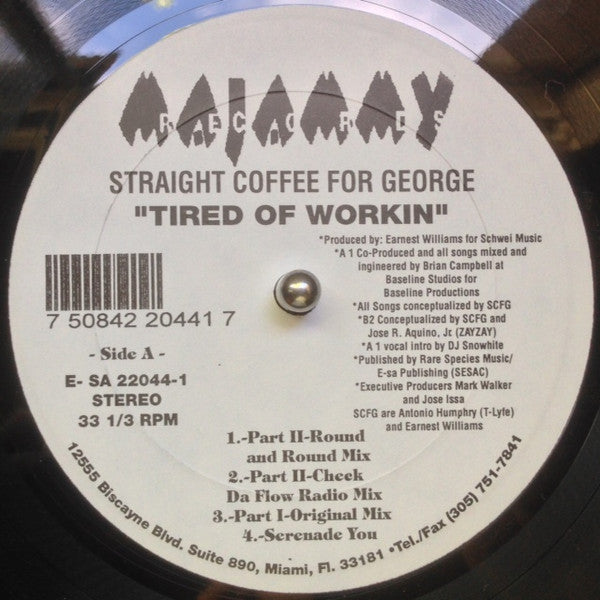 MAJAMMY
RECORDS
STRAIGHT COFFEE FOR GEORGE
"TIRED OF WORKIN"
*Produced by: Earnest Williams for Schwei Music
*A 1 Co-Produced and all songs mixed and
ingineered by Brian Campbell at
Baseline Studios for
Baseline Productions
*All Songs conceptualized by SCFG
*B2 Conceptualized by SCFG and
Jose R. Aquino, Jr. (ZAYZAY)
*A 1 vocal intro by DJ Snowhite
*Published by Rare Species Music/
E-sa Publishing (SESAC)
*Executive Producers Mark Walker
and Jose Issa
SCFG are Antonio Humphry (T-Lyfe)
and Earnest Williams
7 50842 20441 7
- Side A -
E- SA 22044-1
STEREO
33 1/3 RPM
1.-Part II-Round
and Round Mix
2.-Part II-Check
Da Flow Radio Mix
3.-Part I-Original Mix
4.-Serenade You
12555 Biscayne Blvd. Suite 890, Miami, Fl. 33181 •Tel./Fax (305) 751-7841